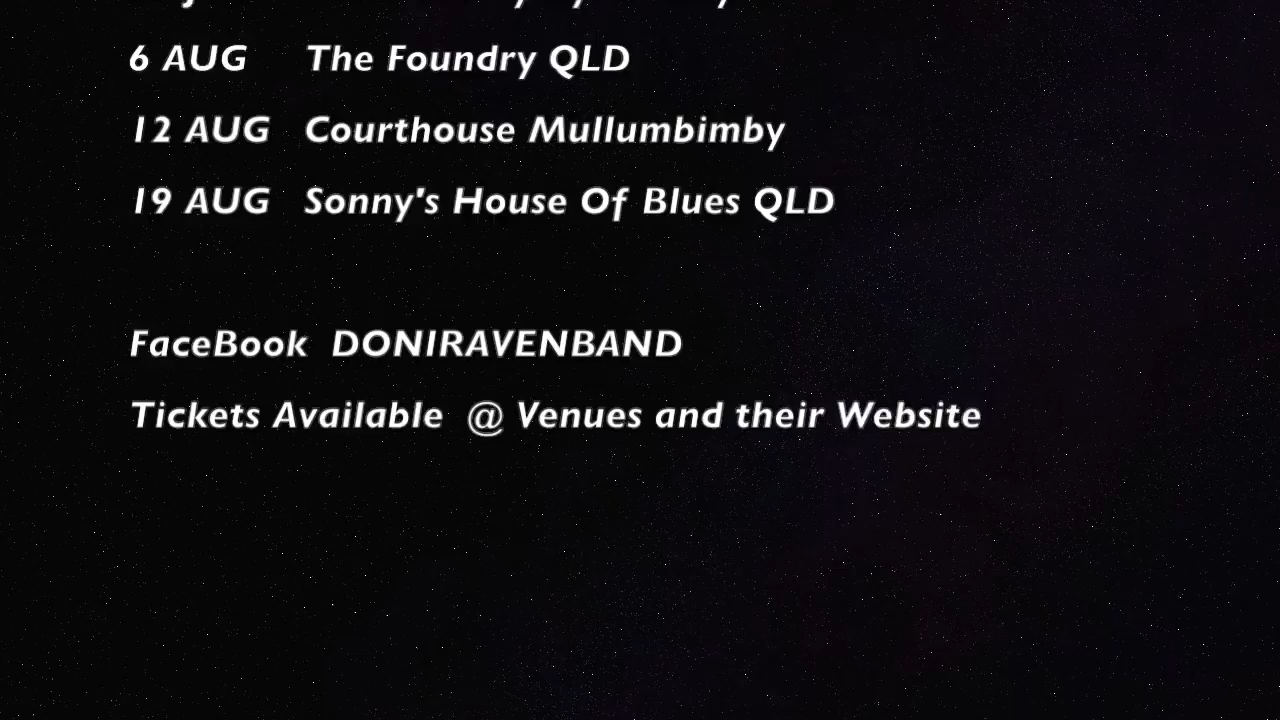 6 AUG The Foundry QLD
12 AUG Courthouse Mullumbimby
19 AUG Sonny's House Of Blues QLD
FaceBook DONIRAVENBAND
Tickets Available @ Venues and their Website